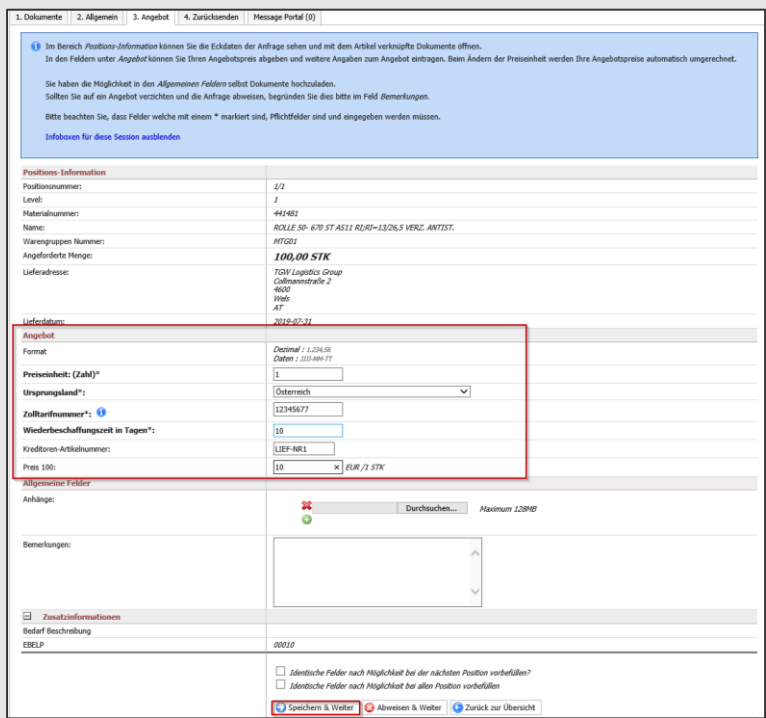 1. Dokumente 2. Allgemein 3. Angebot 4. Zurücksenden Message Portal (0)
Im Bereich Positions-Information können Sie die Eckdaten der Anfrage sehen und mit dem Artikel verknüpfte Dokumente öffnen.
In den Feldern unter Angebot können Sie Ihren Angebotspreis abgeben und weitere Angaben zum Angebot eintragen. Beim Ändern der Preiseinheit werden Ihre Angebotspreise automatisch umgerechnet.
Sie haben die Möglichkeit in den Allgemeinen Feldern selbst Dokumente hochzuladen.
Sollten Sie auf ein Angebot verzichten und die Anfrage abweisen, begründen Sie dies bitte im Feld Bemerkungen.
Bitte beachten Sie, dass Felder welche mit einem * markiert sind, Pflichtfelder sind und eingegeben werden müssen.
Infoboxen für diese Session ausblenden
Positions-Information
Positionsnummer: 1/1
Level: 1
Materialnummer: 441481
Name: ROLLE 50- 670 ST AS11 RI;RI=13/26,5 VERZ. ANTIST.
Warengruppen Nummer: MTG01
Angeforderte Menge: 100,00 STK
Lieferadresse: TGW Logistics Group
Collmannstraße 2
4600
Wels
AT
Lieferdatum: 2019-07-31
Angebot
Format Dezimal : 1.234,56
Daten : JJJJ-MM-TT
Preiseinheit: (Zahl)* 1
Ursprungsland*: Österreich
Zolltarifnummer*: 12345677
Wiederbeschaffungszeit in Tagen*: 10
Kreditoren-Artikelnummer: LIEF-NR1
Preis 100: 10 × EUR /1 STK
Allgemeine Felder
Anhänge: Durchsuchen... Maximum 128MB
Bemerkungen:
Zusatzinformationen
Bedarf Beschreibung
EBELP 00010
Identische Felder nach Möglichkeit bei der nächsten Position vorbefüllen?
Identische Felder nach Möglichkeit bei allen Position vorbefüllen
Speichern & Weiter Abweisen & Weiter Zurück zur Übersicht